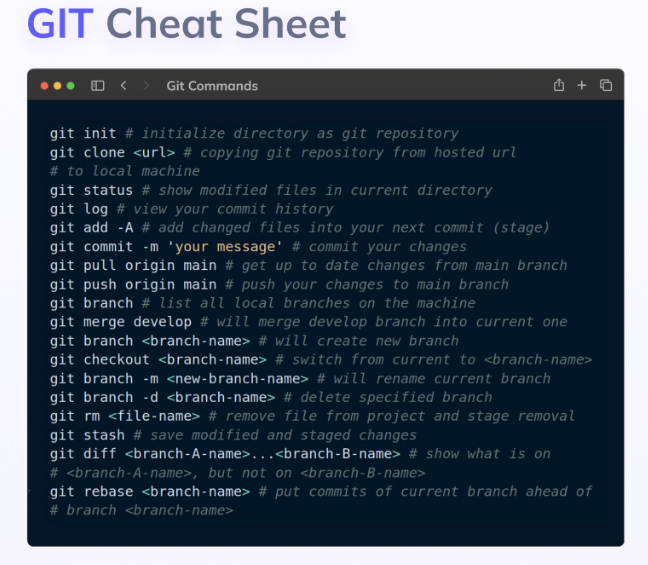 GIT Cheat Sheet
Git Commands
git init # initialize directory as git repository
git clone <url> # copying git repository from hosted url
# to local machine
git status # show modified files in current directory
git log # view your commit history
git add -A # add changed files into your next commit (stage)
git commit -m 'your message' # commit your changes
git pull origin main # get up to date changes from main branch
git push origin main # push your changes to main branch
git branch # list all local branches on the machine
git merge develop # will merge develop branch into current one
git branch <branch-name> # will create new branch
git checkout <branch-name> # switch from current to <branch-name>
git branch -m <new-branch-name> # will rename current branch
git branch -d <branch-name> # delete specified branch
git rm <file-name> # remove file from project and stage removal
git stash # save modified and staged changes
git diff <branch-A-name>...<branch-B-name> # show what is on
# <branch-A-name>, but not on <branch-B-name>
git rebase <branch-name> # put commits of current branch ahead of
# branch <branch-name>